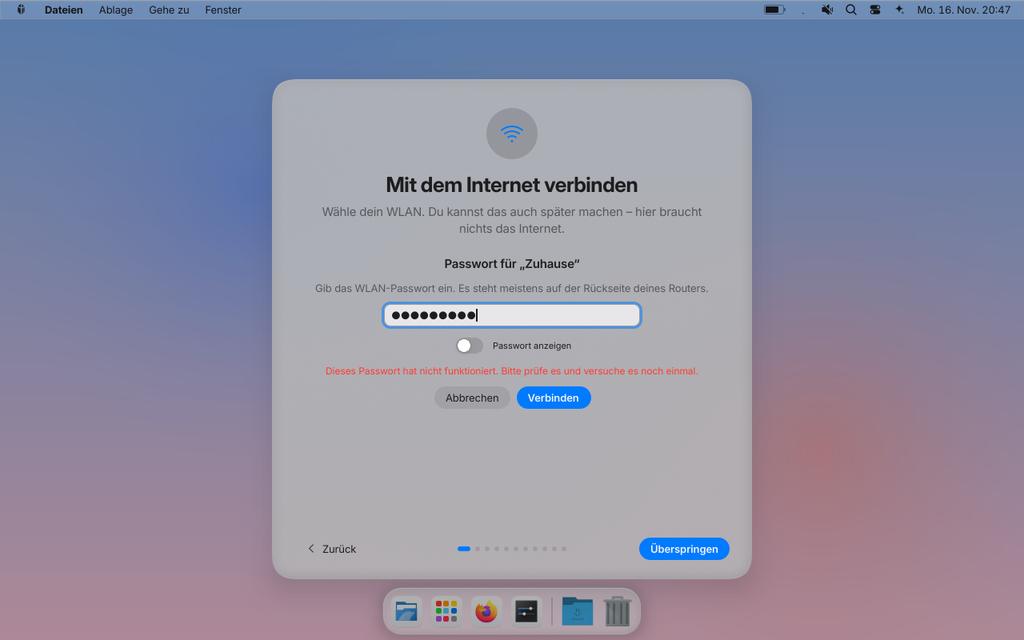 Dateien Ablage Gehe zu Fenster Mo. 16. Nov. 20:47
Mit dem Internet verbinden
Wähle dein WLAN. Du kannst das auch später machen – hier braucht
nichts das Internet.
Passwort für „Zuhause“
Gib das WLAN-Passwort ein. Es steht meistens auf der Rückseite deines Routers.
Passwort anzeigen
Dieses Passwort hat nicht funktioniert. Bitte prüfe es und versuche es noch einmal.
Abbrechen Verbinden
Zurück Überspringen